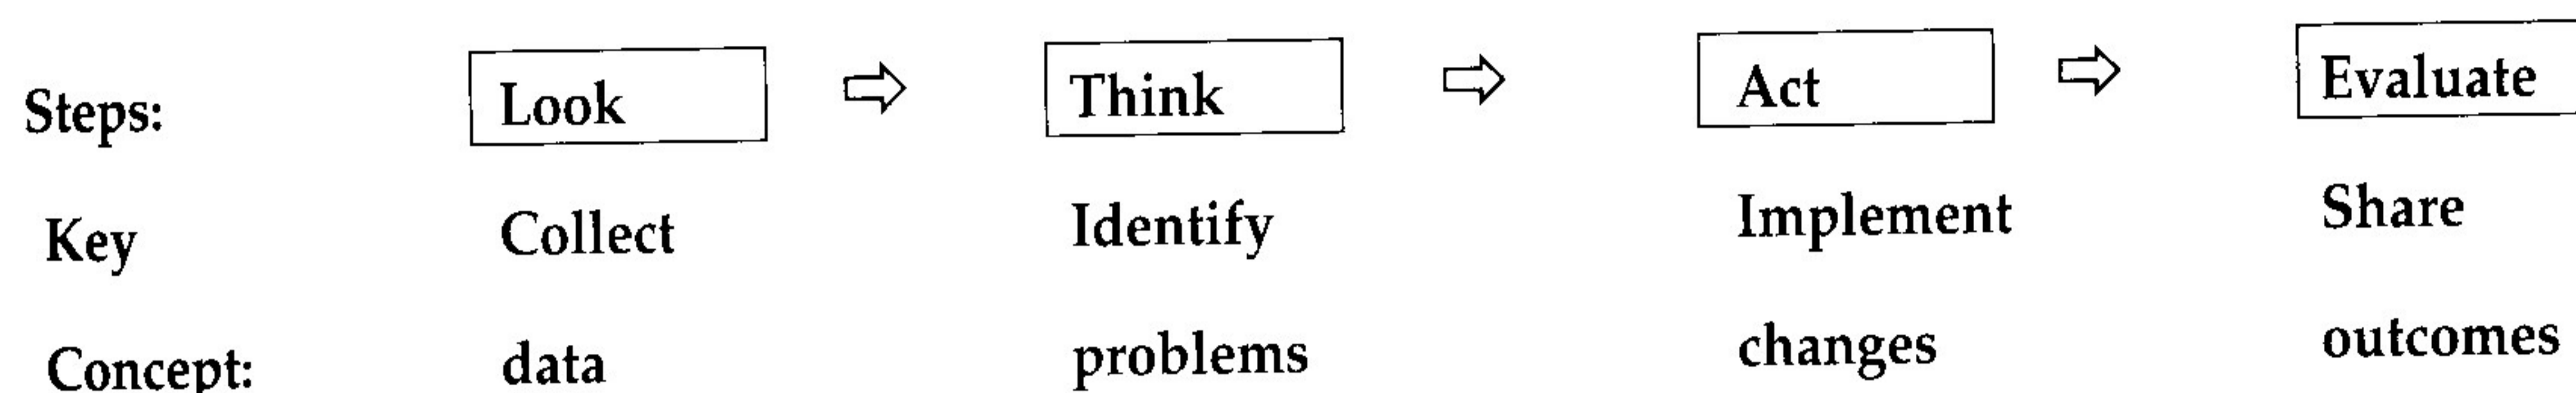 Steps: Look ⇨ Think ⇨ Act ⇨ Evaluate
Key Collect Identify Implement Share
Concept: data problems changes outcomes